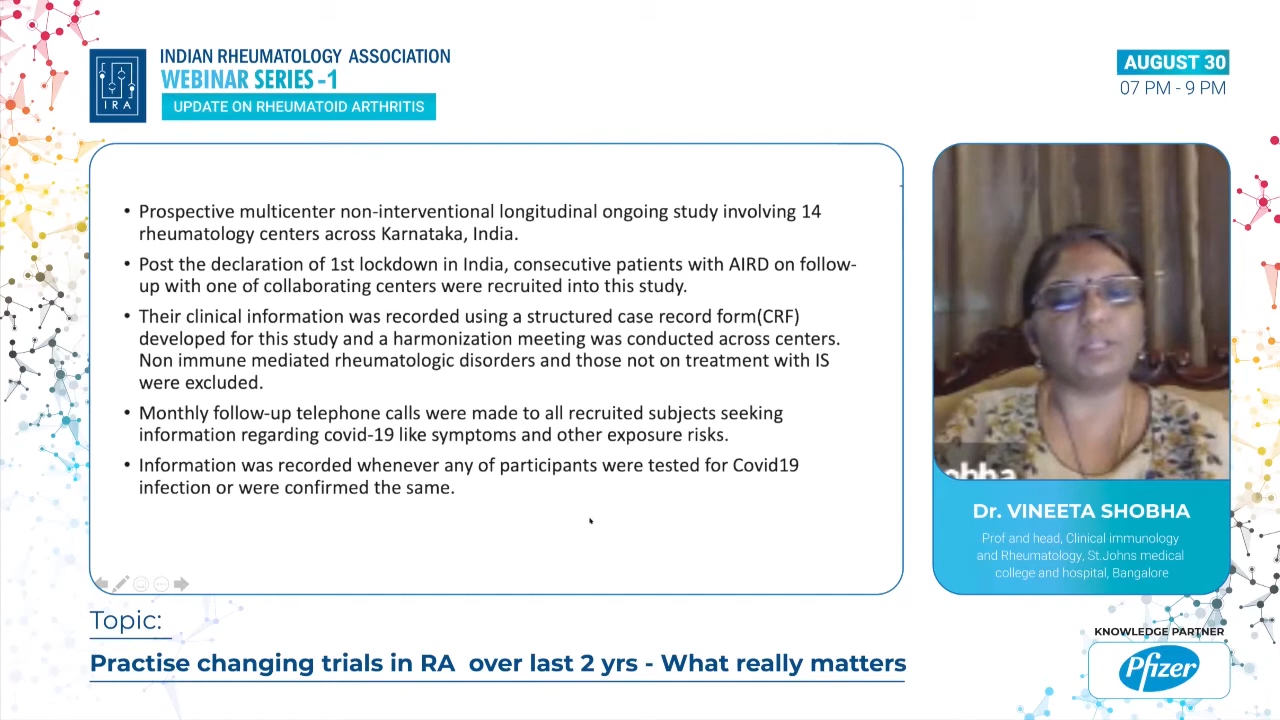 INDIAN RHEUMATOLOGY ASSOCIATION
WEBINAR SERIES -1
UPDATE ON RHEUMATOID ARTHRITIS
IRA
AUGUST 30
07 PM - 9 PM
• Prospective multicenter non-interventional longitudinal ongoing study involving 14
rheumatology centers across Karnataka, India.
• Post the declaration of 1st lockdown in India, consecutive patients with AIRD on follow-
up with one of collaborating centers were recruited into this study.
• Their clinical information was recorded using a structured case record form(CRF)
developed for this study and a harmonization meeting was conducted across centers.
Non immune mediated rheumatologic disorders and those not on treatment with IS
were excluded.
• Monthly follow-up telephone calls were made to all recruited subjects seeking
information regarding covid-19 like symptoms and other exposure risks.
• Information was recorded whenever any of participants were tested for Covid19
infection or were confirmed the same.
Dr. VINEETA SHOBHA
Prof and head, Clinical immunology
and Rheumatology, St.Johns medical
college and hospital, Bangalore
Topic:
Practise changing trials in RA over last 2 yrs - What really matters
KNOWLEDGE PARTNER
Pfizer